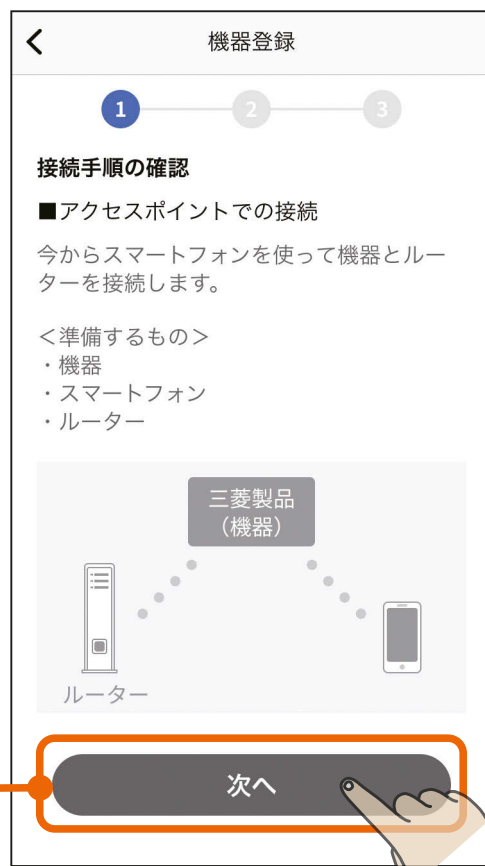 機器登録
1 2 3
接続手順の確認
■アクセスポイントでの接続
今からスマートフォンを使って機器とルー
ターを接続します。
＜準備するもの＞
・機器
・スマートフォン
・ルーター
三菱製品
（機器）
ルーター
次へ